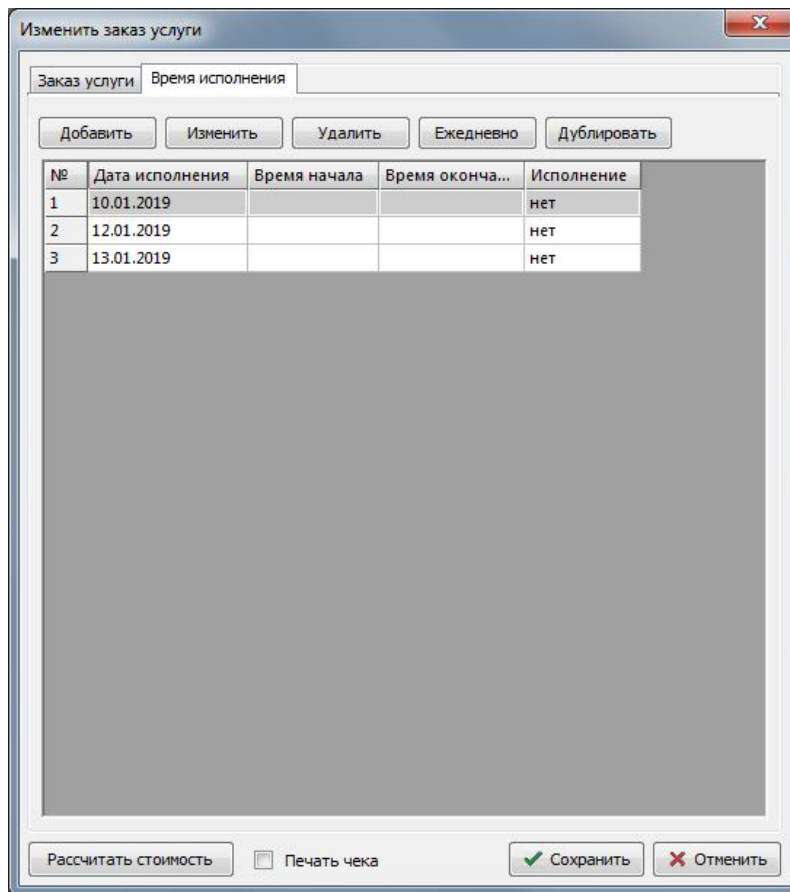 Изменить заказ услуги
Заказ услуги Время исполнения
Добавить Изменить Удалить Ежедневно Дублировать
№ Дата исполнения Время начала Время оконча... Исполнение
1 10.01.2019 нет
2 12.01.2019 нет
3 13.01.2019 нет
Рассчитать стоимость Печать чека Сохранить Отменить